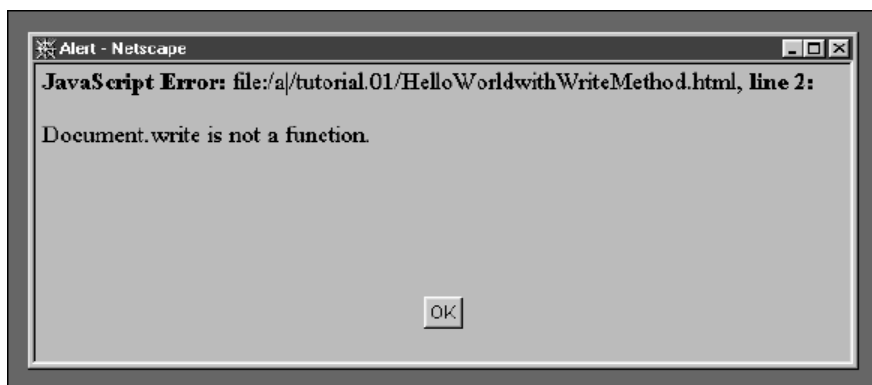 Alert - Netscape
JavaScript Error: file:/a|/tutorial.01/HelloWorldwithWriteMethod.html, line 2:
Document.write is not a function.
OK